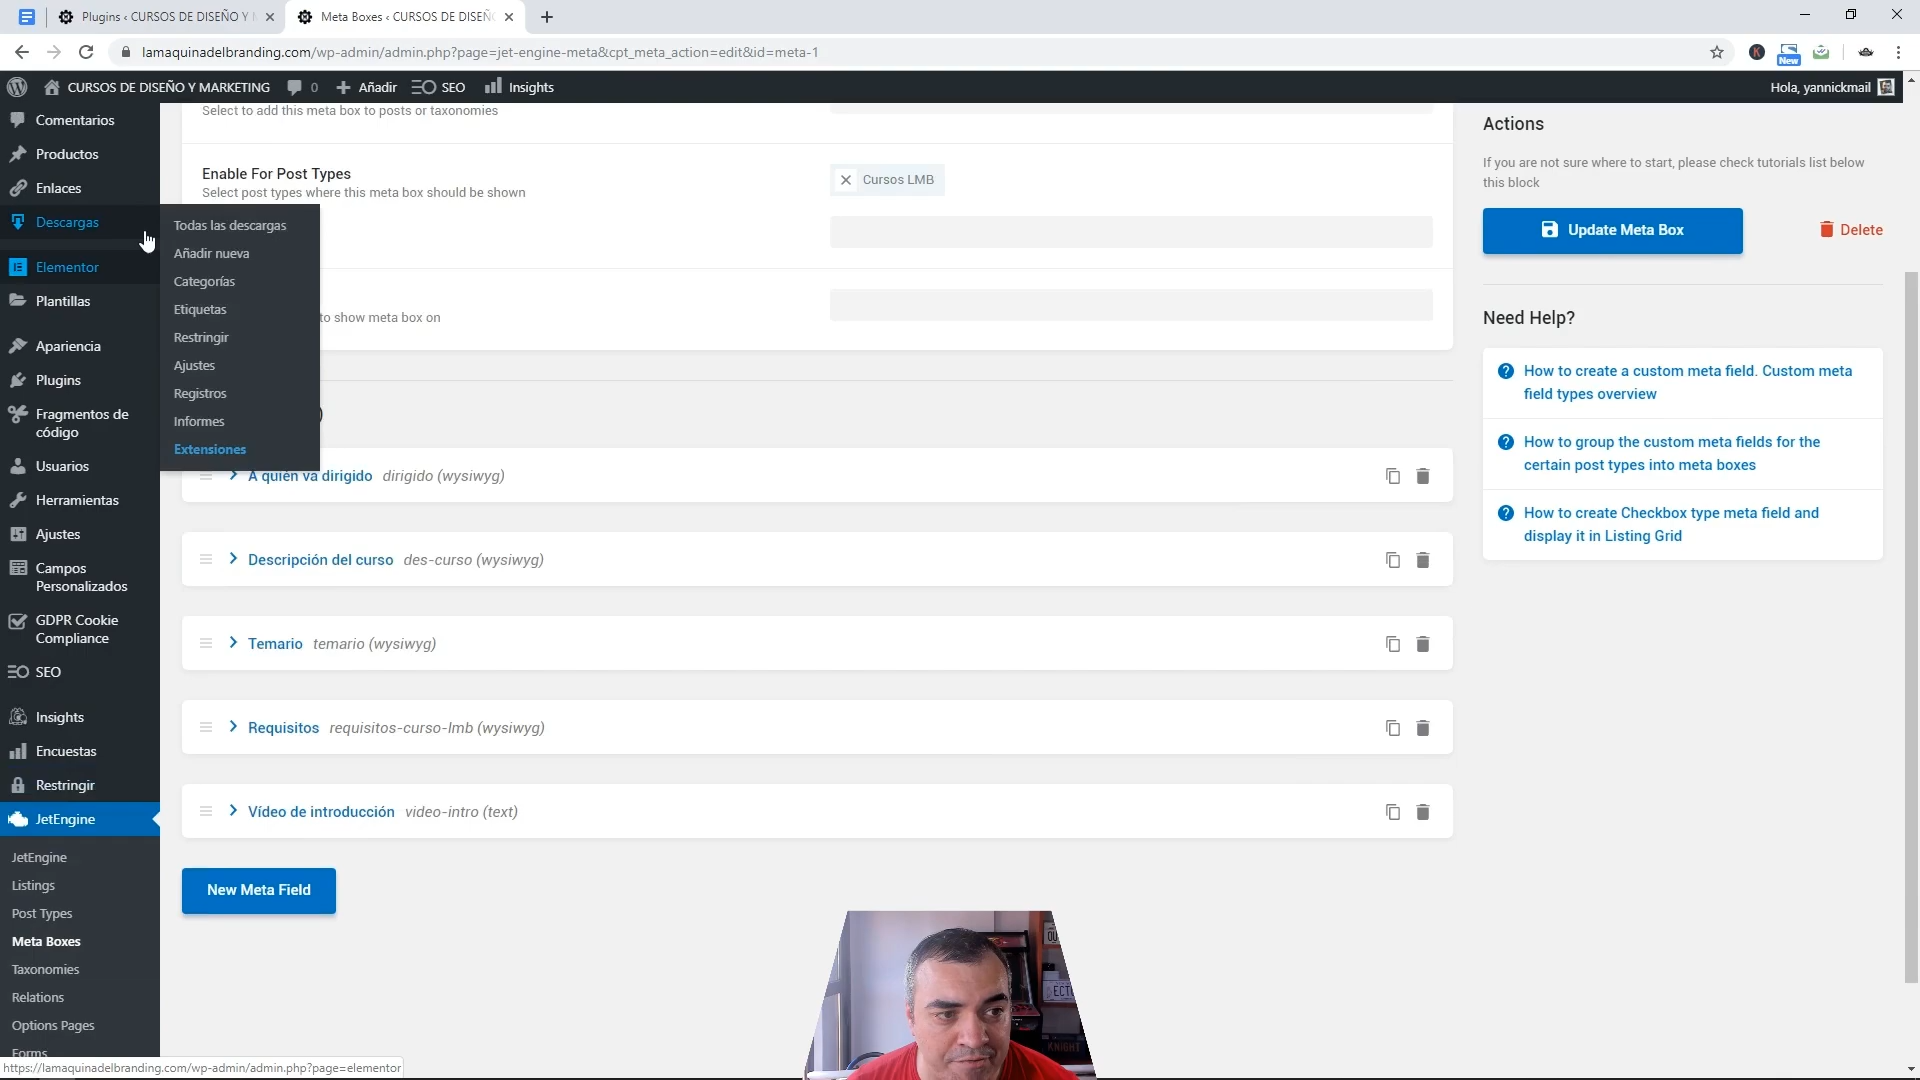 Plugins ‹ CURSOS DE DISEÑO Y
Meta Boxes ‹ CURSOS DE DISEÑ
lamaquinadelbranding.com/wp-admin/admin.php?page=jet-engine-meta&cpt_meta_action=edit&id=meta-1
K
New
CURSOS DE DISEÑO Y MARKETING
0
Añadir
SEO
Insights
Hola, yannickmail
Comentarios
Productos
Enlaces
Descargas
Elementor
Plantillas
Apariencia
Plugins
Fragmentos de
código
Usuarios
Herramientas
Ajustes
Campos
Personalizados
GDPR Cookie
Compliance
SEO
Insights
Encuestas
Restringir
JetEngine
JetEngine
Listings
Post Types
Meta Boxes
Taxonomies
Relations
Options Pages
Forms
https://lamaquinadelbranding.com/wp-admin/admin.php?page=elementor
Todas las descargas
Añadir nueva
Categorías
Etiquetas
Restringir
Ajustes
Registros
Informes
Extensiones
Select to add this meta box to posts or taxonomies
Enable For Post Types
Select post types where this meta box should be shown
Cursos LMB
to show meta box on
)
A quién va dirigido dirigido (wysiwyg)
Descripción del curso des-curso (wysiwyg)
Temario temario (wysiwyg)
Requisitos requisitos-curso-lmb (wysiwyg)
Vídeo de introducción video-intro (text)
New Meta Field
Actions
If you are not sure where to start, please check tutorials list below
this block
Update Meta Box
Delete
Need Help?
How to create a custom meta field. Custom meta
field types overview
How to group the custom meta fields for the
certain post types into meta boxes
How to create Checkbox type meta field and
display it in Listing Grid
KNIGHT